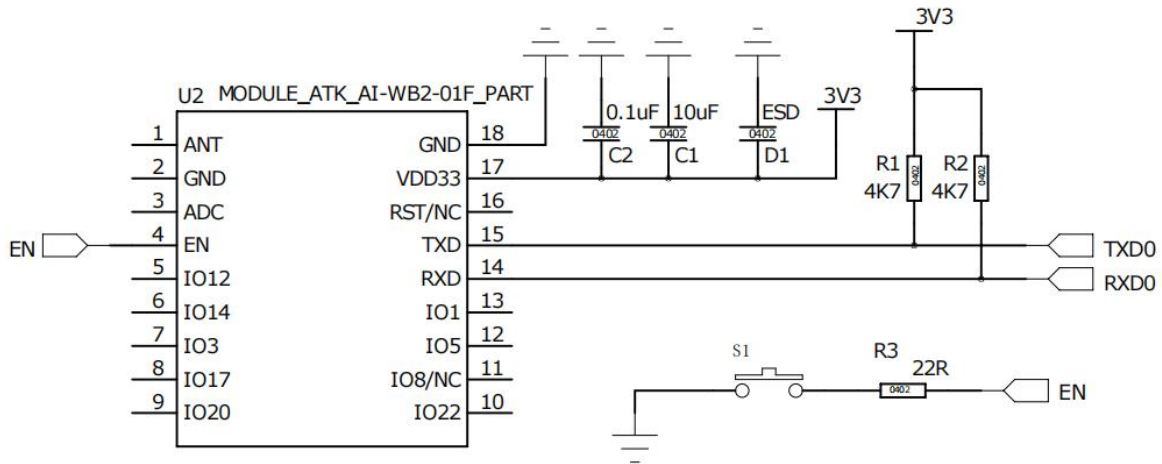 3V3
U2 MODULE_ATK_AI-WB2-01F_PART
0.1uF 10uF ESD 3V3
0402 0402 0402
C2 C1 D1
R1 R2
4K7 4K7
0402 0402
1 ANT GND 18
2 GND VDD33 17
3 ADC RST/NC 16
EN 4 EN TXD 15 TXD0
5 IO12 RXD 14 RXD0
6 IO14 IO1 13
7 IO3 IO5 12
8 IO17 IO8/NC 11
9 IO20 IO22 10
S1 R3
22R
0402 EN